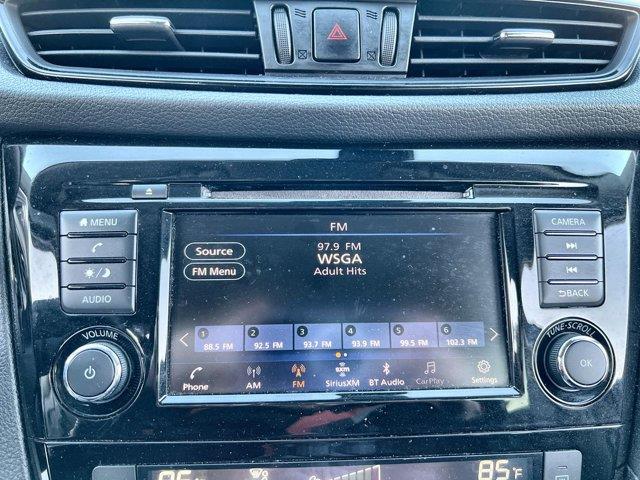 MENU
AUDIO
VOLUME
FM
Source
FM Menu
97.9 FM
WSGA
Adult Hits
1 2 3 4 5 6
88.5 FM 92.5 FM 93.7 FM 93.9 FM 99.5 FM 102.3 FM
Phone AM FM SiriusXM BT Audio CarPlay Settings
sxm
CAMERA
BACK
TUNE-SCROLL
OK
85°F